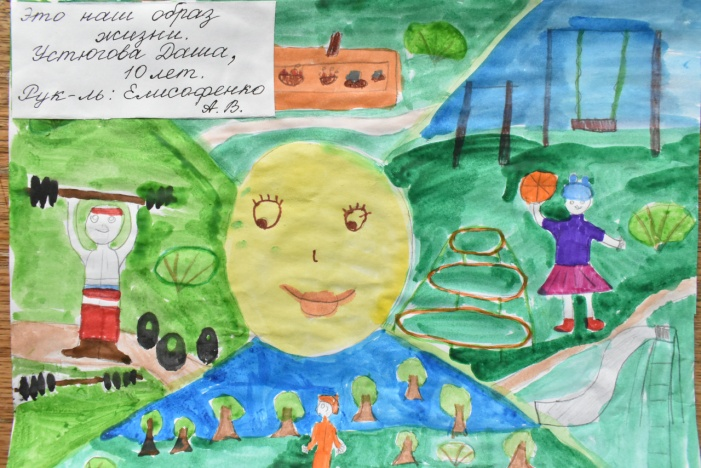 Это наш образ
жизни.
Устюгова Даша,
10 лет.
Рук-ль: Елисофенко
А. В.